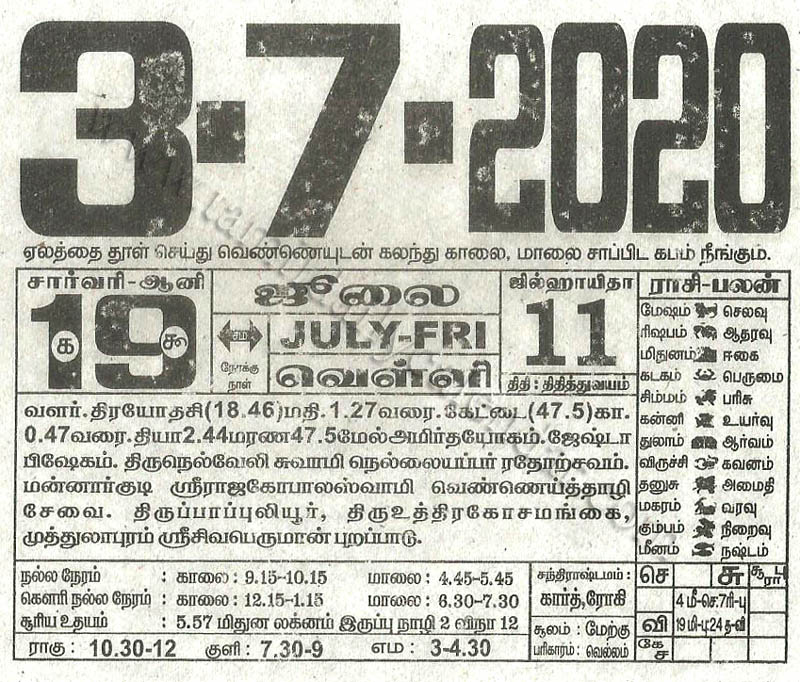 3-7-2020
ஏலத்தை தூள் செய்து வெண்ணெயுடன் கலந்து காலை, மாலை சாப்பிட கபம் நீங்கும்.
சார்வரி-ஆனி
19
க கூ
சம
நோக்கு
நாள்
ஜூலை
JULY-FRI
வெள்ளி
ஜில்ஹாயிதா
11
திதி : திதித்துவயம்
ராசி-பலன்
மேஷம் செலவு
ரிஷபம் ஆதரவு
மிதுனம் ஈகை
கடகம் பெருமை
சிம்மம் பரிசு
கன்னி உயர்வு
துலாம் ஆர்வம்
விருச்சி கவனம்
தனுசு அமைதி
மகரம் வரவு
கும்பம் நிறைவு
மீனம் நஷ்டம்
வளர்.திரயோதசி(18.46)மதி.1.27வரை.கேட்டை(47.5)கா.
0.47வரை.தியா2.44மரண47.5மேல்அமிர்தயோகம்.ஜேஷ்டா
பிஷேகம். திருநெல்வேலி சுவாமி நெல்லையப்பர் ரதோற்சவம்.
மன்னார்குடி ஸ்ரீராஜகோபாலஸ்வாமி வெண்ணெய்த்தாழி
சேவை. திருப்பாப்புலியூர், திருஉத்திரகோசமங்கை,
முத்துலாபுரம் ஸ்ரீசிவபெருமான் புறப்பாடு.
நல்ல நேரம் : காலை: 9.15-10.15 மாலை: 4.45-5.45
கௌரி நல்ல நேரம் : காலை: 12.15-1.15 மாலை: 6.30-7.30
சூரிய உதயம் : 5.57 மிதுன லக்னம் இருப்பு நாழி 2 விநா 12
ராகு: 10.30-12 குளி: 7.30-9 எம: 3-4.30
சந்திராஷ்டமம் :
கார்த்,ரோகி
சூலம் : மேற்கு
பரிகாரம்: வெல்லம்
செ சு சூ பு ரா
4 மீ-செ:7ரி-பு
வி 19 மி-பு:24 த-வி
கே ச